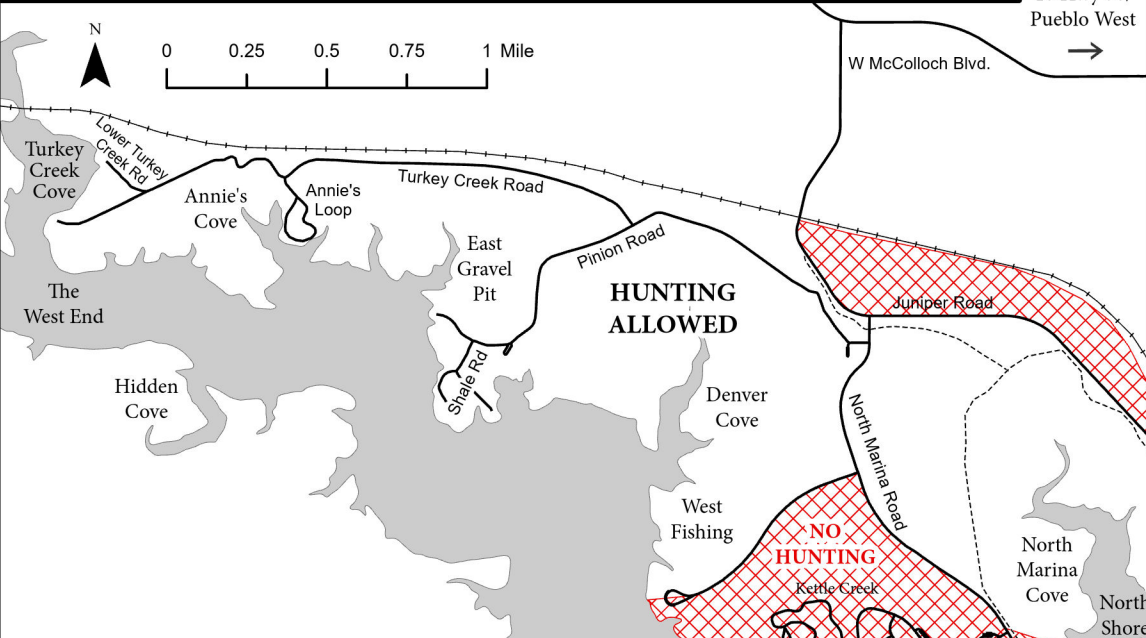 Pueblo West
N
0 0.25 0.5 0.75 1 Mile
W McColloch Blvd.
Lower Turkey
Creek Rd
Turkey
Creek
Cove
Annie's
Cove
Annie's
Loop
Turkey Creek Road
Pinion Road
East
Gravel
Pit
The
West End
HUNTING
ALLOWED
Juniper Road
Hidden
Cove
Shale Rd
Denver
Cove
North Marina Road
West
Fishing
NO
HUNTING
Kettle Creek
North
Marina
Cove
North
Shore